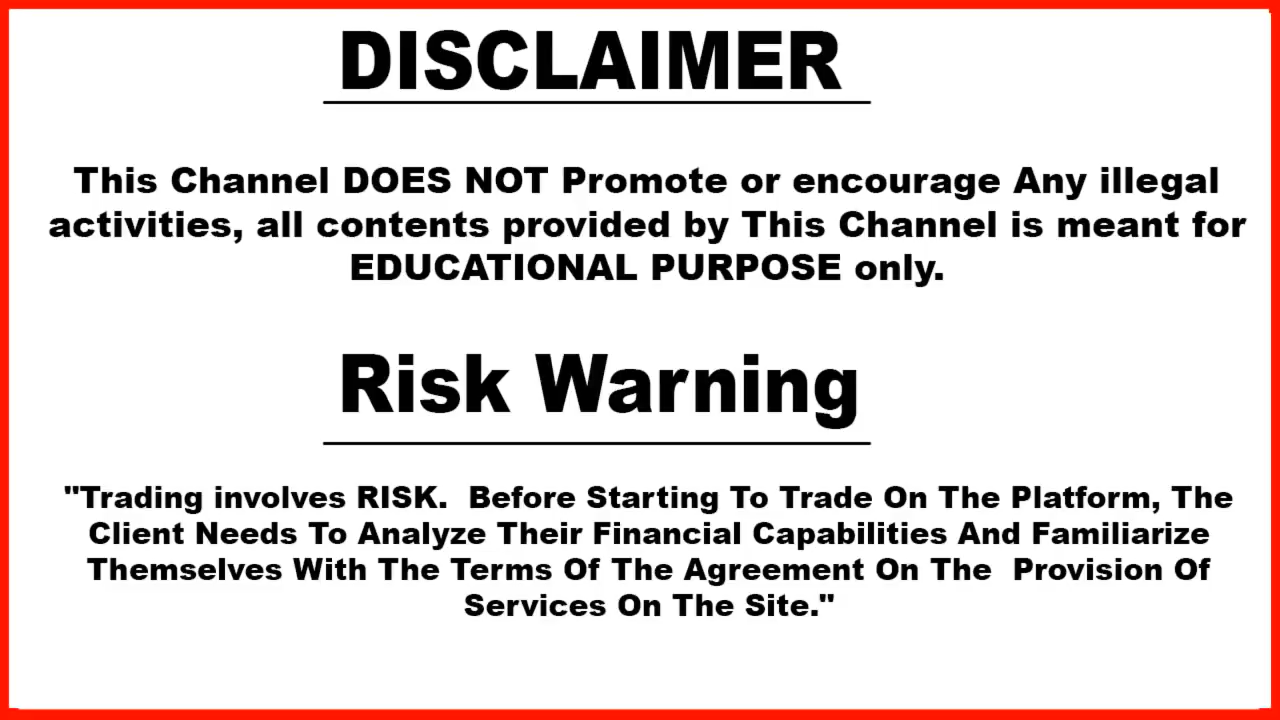 DISCLAIMER
This Channel DOES NOT Promote or encourage Any illegal
activities, all contents provided by This Channel is meant for
EDUCATIONAL PURPOSE only.
Risk Warning
"Trading involves RISK.  Before Starting To Trade On The Platform, The
Client Needs To Analyze Their Financial Capabilities And Familiarize
Themselves With The Terms Of The Agreement On The  Provision Of
Services On The Site."